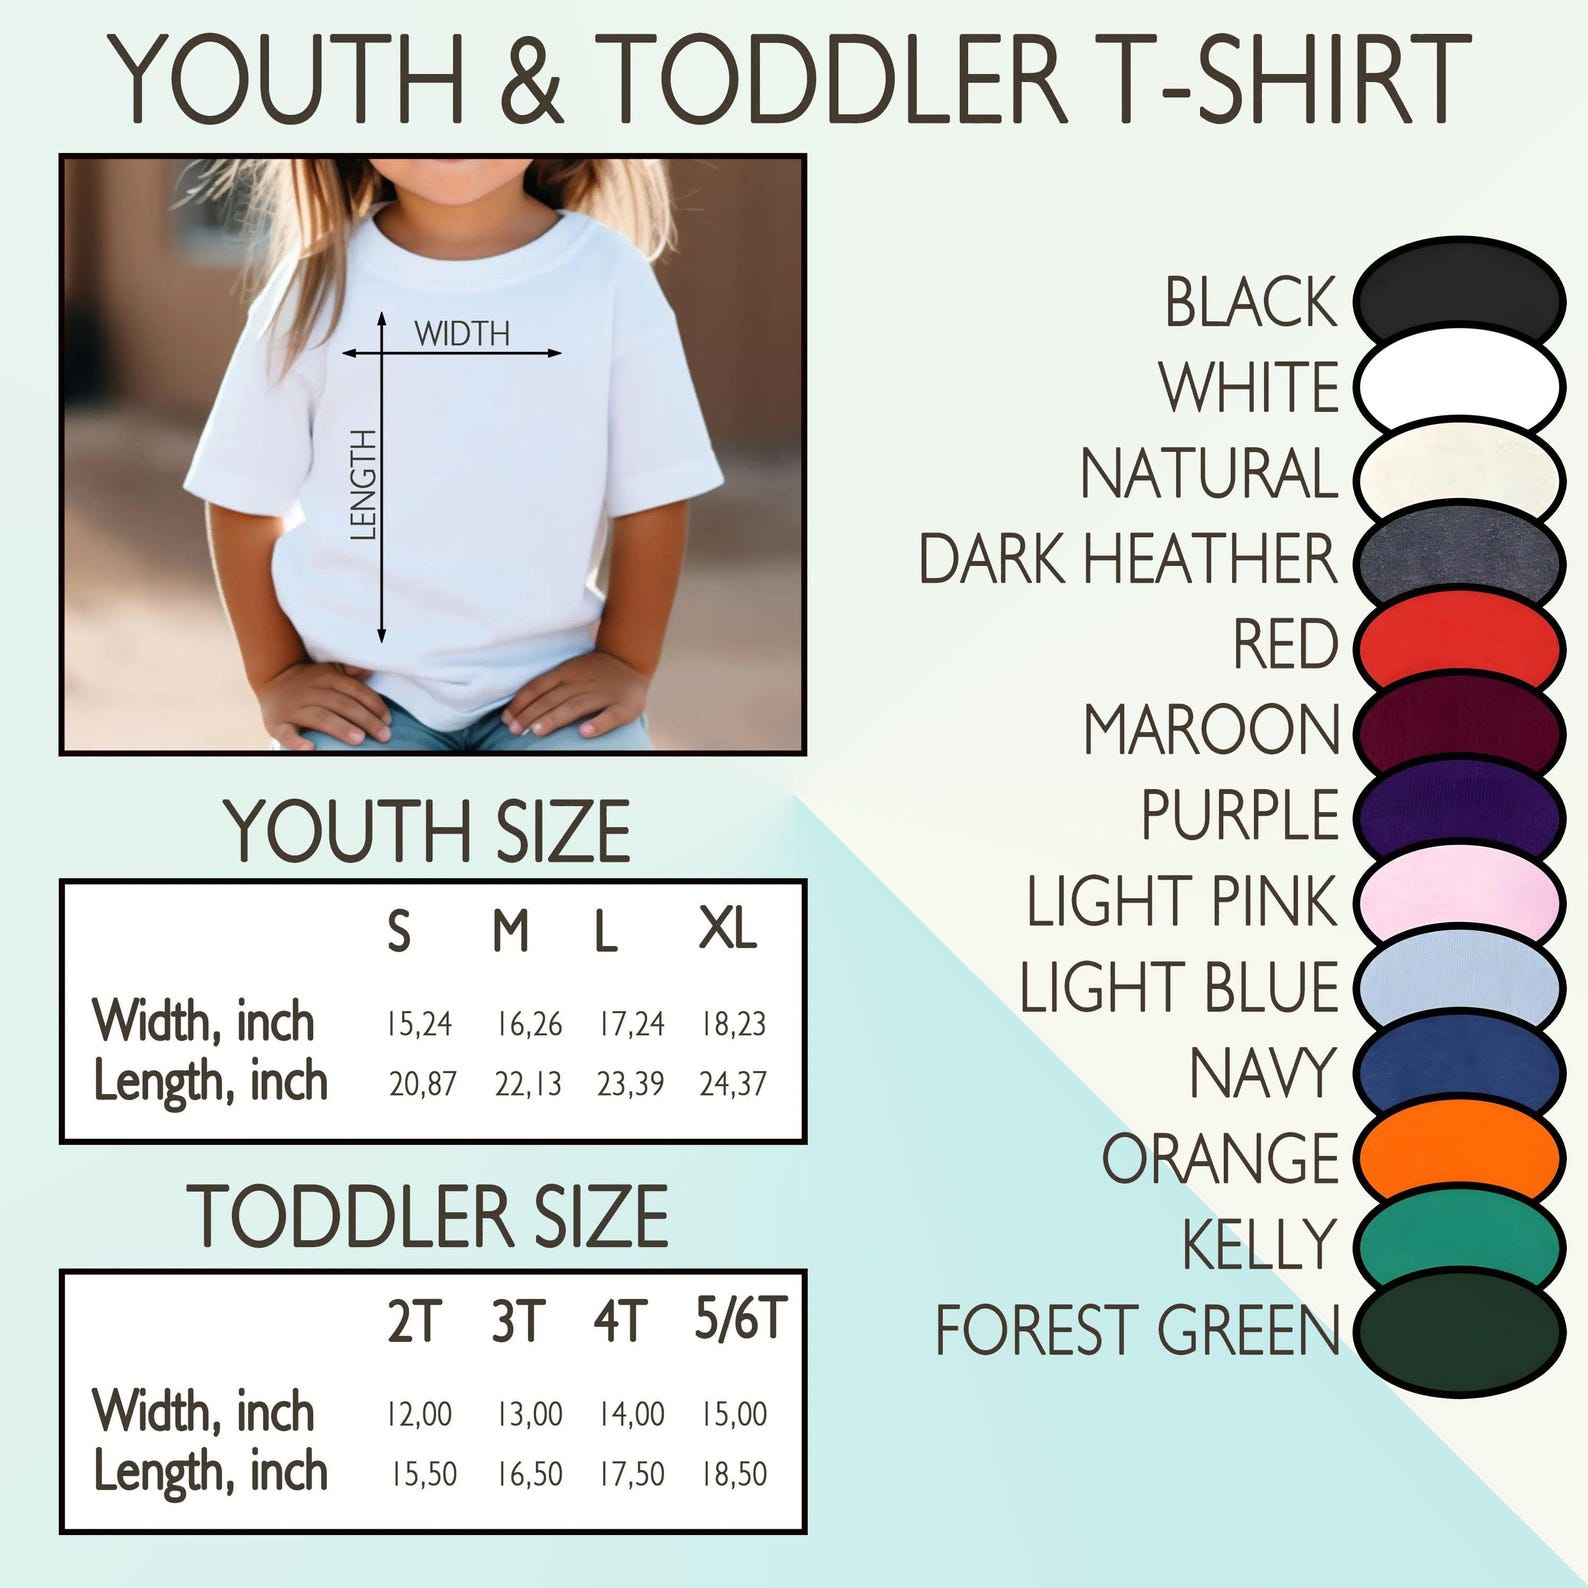 YOUTH & TODDLER T-SHIRT
WIDTH
LENGTH
YOUTH SIZE
S M L XL
Width, inch 15,24 16,26 17,24 18,23
Length, inch 20,87 22,13 23,39 24,37
TODDLER SIZE
2T 3T 4T 5/6T
Width, inch 12,00 13,00 14,00 15,00
Length, inch 15,50 16,50 17,50 18,50
BLACK
WHITE
NATURAL
DARK HEATHER
RED
MAROON
PURPLE
LIGHT PINK
LIGHT BLUE
NAVY
ORANGE
KELLY
FOREST GREEN